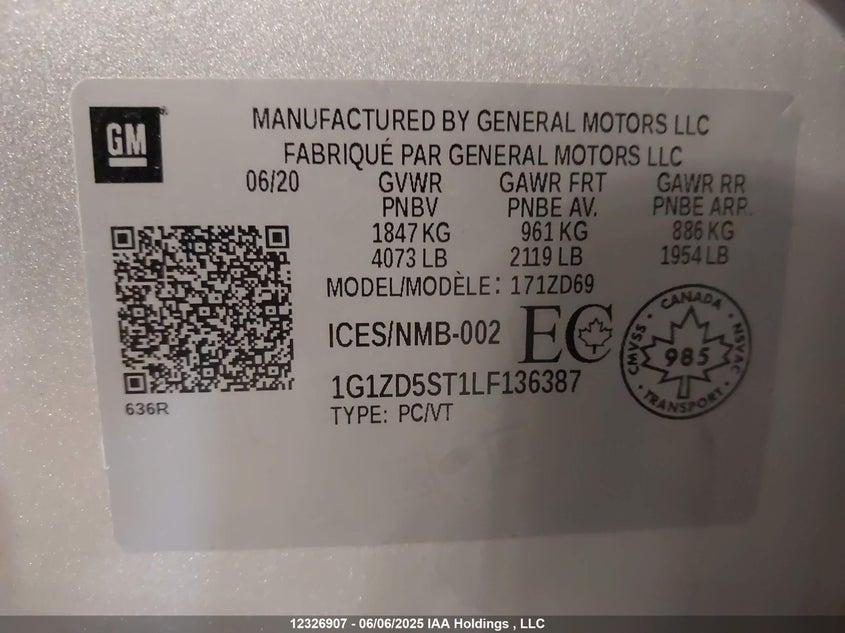 GM
MANUFACTURED BY GENERAL MOTORS LLC
FABRIQUÉ PAR GENERAL MOTORS LLC
06/20 GVWR GAWR FRT GAWR RR
PNBV PNBE AV. PNBE ARR.
1847 KG 961 KG 886 KG
4073 LB 2119 LB 1954 LB
MODEL/MODÈLE: 171ZD69
ICES/NMB-002 EC
CANADA
CMVSS 985 NSVAC
TRANSPORT
1G1ZD5ST1LF136387
636R
TYPE: PC/VT
12326907 - 06/06/2025 IAA Holdings , LLC